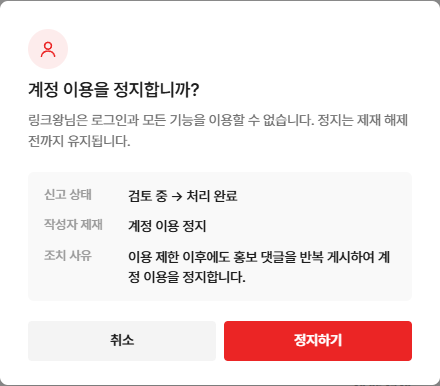 계정 이용을 정지합니까?
링크왕님은 로그인과 모든 기능을 이용할 수 없습니다. 정지는 제재 해제
전까지 유지됩니다.
신고 상태 검토 중 → 처리 완료
작성자 제재 계정 이용 정지
조치 사유 이용 제한 이후에도 홍보 댓글을 반복 게시하여 계
정 이용을 정지합니다.
취소 정지하기